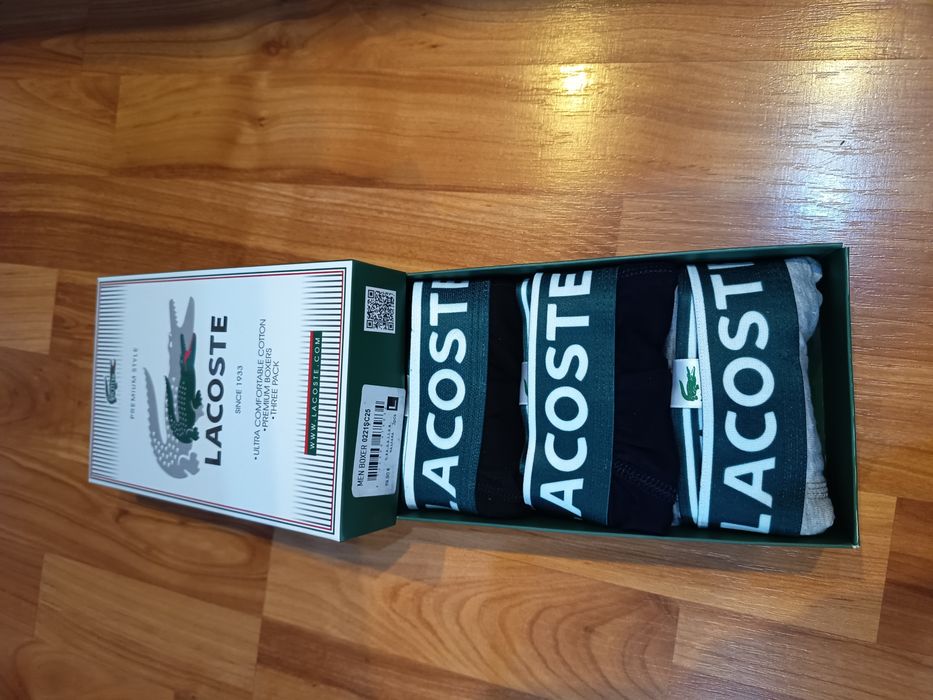 PREMIUM STYLE
LACOSTE
SINCE 1933
• ULTRA COMFORTABLE COTTON
• PREMIUM BOXERS
• THREE PACK
WWW.LACOSTE.COM
MEN BOXER 0221SC25
L
LACOSTE
LACOSTE
LACOSTE